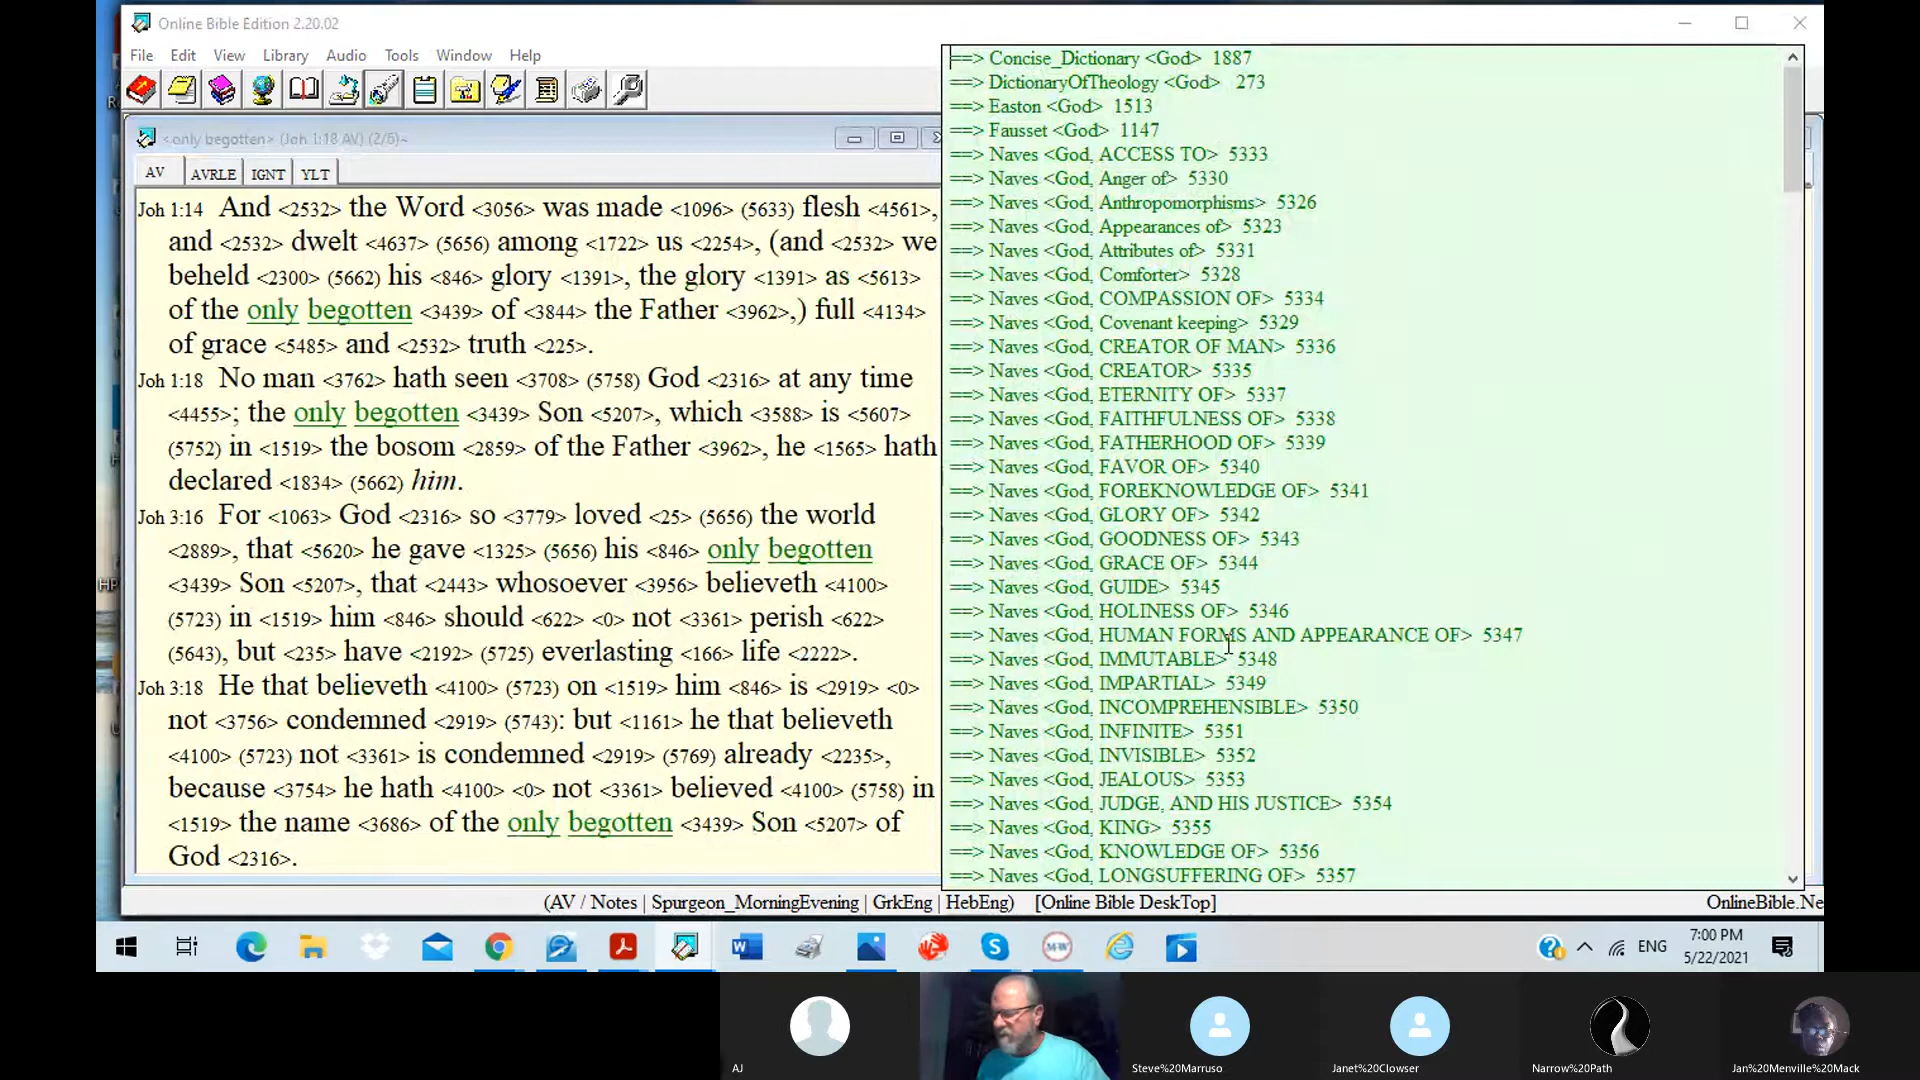 Online Bible Edition 2.20.02
File Edit View Library Audio Tools Window Help
<only begotten> (Joh 1:18 AV) (2/6)~
AV AVRLE IGNT YLT
Joh 1:14 And <2532> the Word <3056> was made <1096> (5633) flesh <4561>,
and <2532> dwelt <4637> (5656) among <1722> us <2254>, (and <2532> we
beheld <2300> (5662) his <846> glory <1391>, the glory <1391> as <5613>
of the only begotten <3439> of <3844> the Father <3962>,) full <4134>
of grace <5485> and <2532> truth <225>.
Joh 1:18 No man <3762> hath seen <3708> (5758) God <2316> at any time
<4455>; the only begotten <3439> Son <5207>, which <3588> is <5607>
(5752) in <1519> the bosom <2859> of the Father <3962>, he <1565> hath
declared <1834> (5662) him.
Joh 3:16 For <1063> God <2316> so <3779> loved <25> (5656) the world
<2889>, that <5620> he gave <1325> (5656) his <846> only begotten
<3439> Son <5207>, that <2443> whosoever <3956> believeth <4100>
(5723) in <1519> him <846> should <622> <0> not <3361> perish <622>
(5643), but <235> have <2192> (5725) everlasting <166> life <2222>.
Joh 3:18 He that believeth <4100> (5723) on <1519> him <846> is <2919> <0>
not <3756> condemned <2919> (5743): but <1161> he that believeth
<4100> (5723) not <3361> is condemned <2919> (5769) already <2235>,
because <3754> he hath <4100> <0> not <3361> believed <4100> (5758) in
<1519> the name <3686> of the only begotten <3439> Son <5207> of
God <2316>.
==> Concise_Dictionary <God> 1887
==> DictionaryOfTheology <God> 273
==> Easton <God> 1513
==> Fausset <God> 1147
==> Naves <God, ACCESS TO> 5333
==> Naves <God, Anger of> 5330
==> Naves <God, Anthropomorphisms> 5326
==> Naves <God, Appearances of> 5323
==> Naves <God, Attributes of> 5331
==> Naves <God, Comforter> 5328
==> Naves <God, COMPASSION OF> 5334
==> Naves <God, Covenant keeping> 5329
==> Naves <God, CREATOR OF MAN> 5336
==> Naves <God, CREATOR> 5335
==> Naves <God, ETERNITY OF> 5337
==> Naves <God, FAITHFULNESS OF> 5338
==> Naves <God, FATHERHOOD OF> 5339
==> Naves <God, FAVOR OF> 5340
==> Naves <God, FOREKNOWLEDGE OF> 5341
==> Naves <God, GLORY OF> 5342
==> Naves <God, GOODNESS OF> 5343
==> Naves <God, GRACE OF> 5344
==> Naves <God, GUIDE> 5345
==> Naves <God, HOLINESS OF> 5346
==> Naves <God, HUMAN FORMS AND APPEARANCE OF> 5347
==> Naves <God, IMMUTABLE> 5348
==> Naves <God, IMPARTIAL> 5349
==> Naves <God, INCOMPREHENSIBLE> 5350
==> Naves <God, INFINITE> 5351
==> Naves <God, INVISIBLE> 5352
==> Naves <God, JEALOUS> 5353
==> Naves <God, JUDGE, AND HIS JUSTICE> 5354
==> Naves <God, KING> 5355
==> Naves <God, KNOWLEDGE OF> 5356
==> Naves <God, LONGSUFFERING OF> 5357
(AV / Notes | Spurgeon_MorningEvening | GrkEng | HebEng) [Online Bible DeskTop] OnlineBible.Ne
ENG
7:00 PM
5/22/2021
AJ Steve%20Marruso Janet%20Clowser Narrow%20Path Jan%20Menville%20Mack